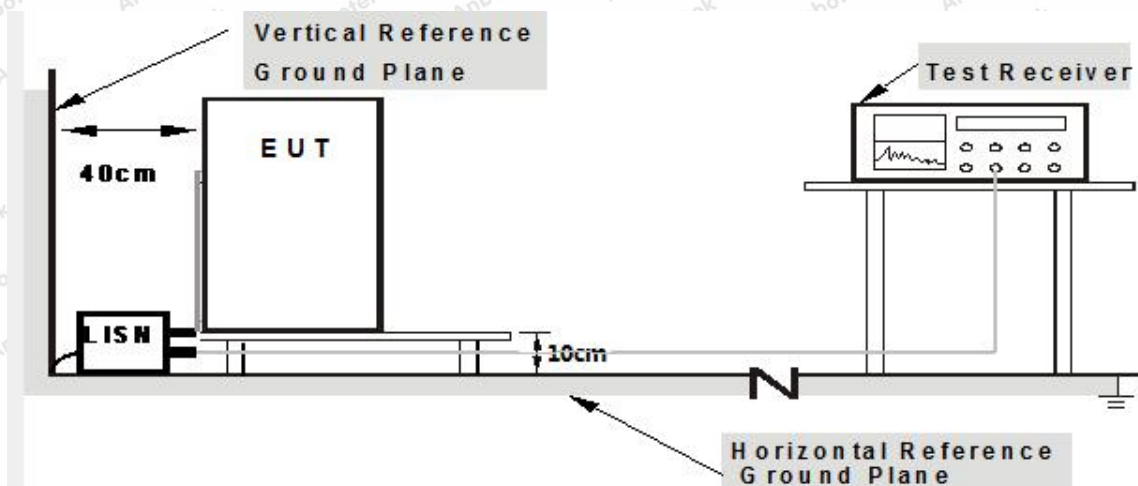 Vertical Reference
Ground Plane
Test Receiver
EUT
40cm
LISN
10cm
N
Horizontal Reference
Ground Plane